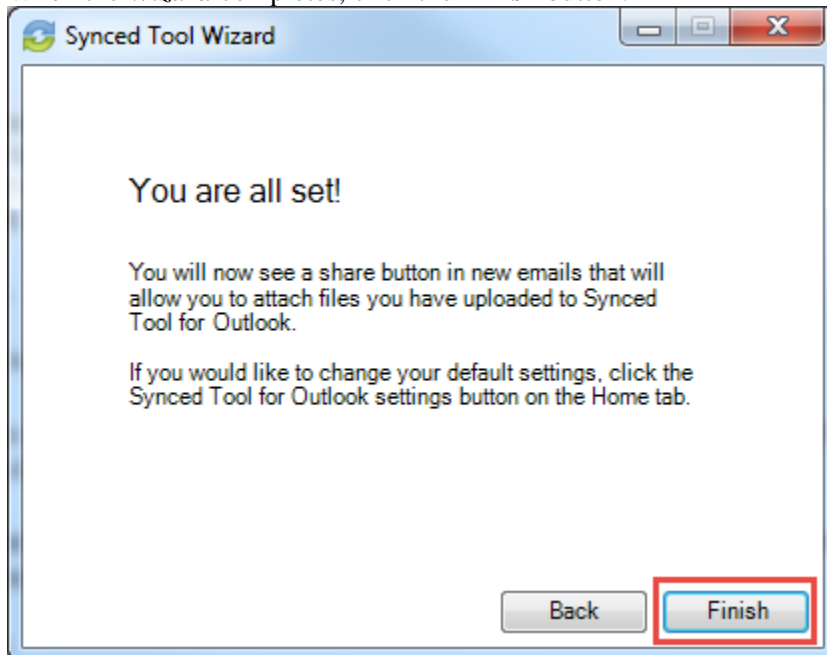 Synced Tool Wizard
You are all set!
You will now see a share button in new emails that will
allow you to attach files you have uploaded to Synced
Tool for Outlook.
If you would like to change your default settings, click the
Synced Tool for Outlook settings button on the Home tab.
Back
Finish